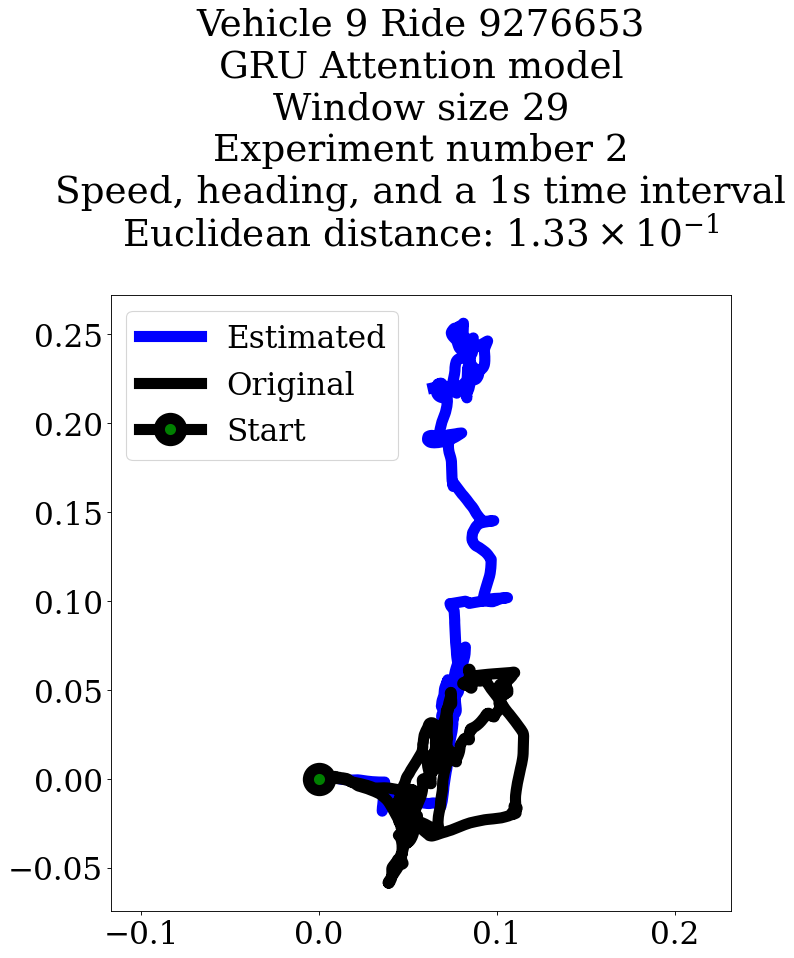 Vehicle 9 Ride 9276653
GRU Attention model
Window size 29
Experiment number 2
Speed, heading, and a 1s time interval
Euclidean distance: 1.33 × 10⁻¹
Estimated
Original
Start
0.25
0.20
0.15
0.10
0.05
0.00
−0.05
−0.1
0.0
0.1
0.2